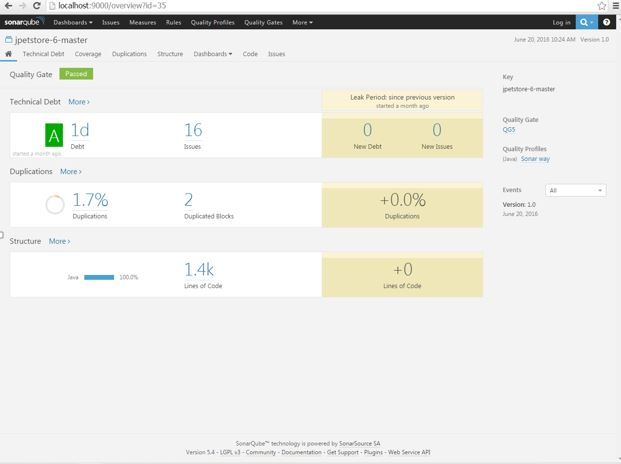 localhost:9000/overview?id=35
sonarqube Dashboards Issues Measures Rules Quality Profiles Quality Gates More Log in ?
jpetstore-6-master June 20, 2016 10:24 AM Version 1.0
Technical Debt Coverage Duplications Structure Dashboards Code Issues
Quality Gate Passed
Key
jpetstore-6-master
Quality Gate
QG5
Quality Profiles
(Java) Sonar way
Events All
Version: 1.0
June 20, 2016
Technical Debt More ›
Leak Period: since previous version
started a month ago
A 1d 16 0 0
Debt Issues New Debt New Issues
started a month ago
Duplications More ›
1.7% 2 +0.0%
Duplications Duplicated Blocks Duplications
Structure More ›
Java 100.0% 1.4k +0
Lines of Code Lines of Code
SonarQube™ technology is powered by SonarSource SA
Version 5.4 - LGPL v3 - Community - Documentation - Get Support - Plugins - Web Service API